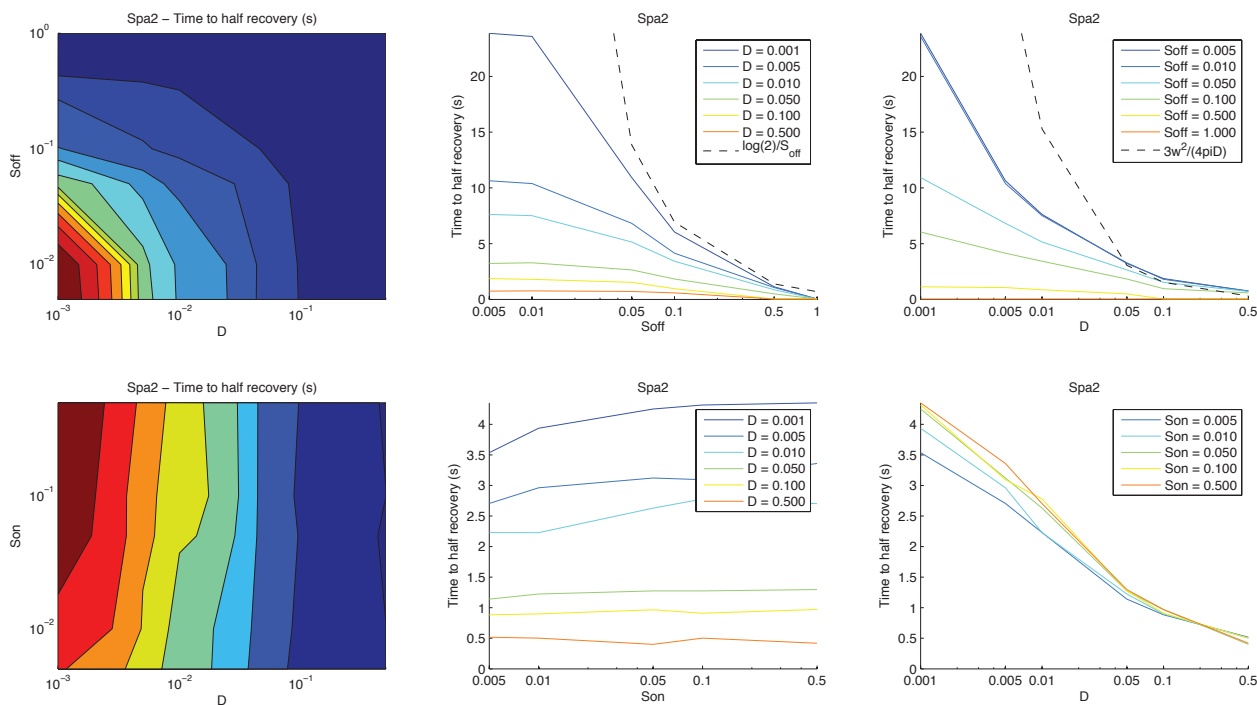 Spa2 – Time to half recovery (s)
Soff
10^0
10^-1
10^-2
10^-3
10^-2
10^-1
D
Spa2
Time to half recovery (s)
20
15
10
5
0
0.005
0.01
0.05
0.1
0.5
1
Soff
D = 0.001
D = 0.005
D = 0.010
D = 0.050
D = 0.100
D = 0.500
log(2)/S_off
Spa2
Time to half recovery (s)
20
15
10
5
0
0.001
0.005
0.01
0.05
0.1
0.5
D
Soff = 0.005
Soff = 0.010
Soff = 0.050
Soff = 0.100
Soff = 0.500
Soff = 1.000
3w^2/(4piD)
Spa2 – Time to half recovery (s)
Son
10^-1
10^-2
10^-3
10^-2
10^-1
D
Spa2
Time to half recovery (s)
4
3.5
3
2.5
2
1.5
1
0.5
0
0.005
0.01
0.05
0.1
0.5
Son
D = 0.001
D = 0.005
D = 0.010
D = 0.050
D = 0.100
D = 0.500
Spa2
Time to half recovery (s)
4
3.5
3
2.5
2
1.5
1
0.5
0
0.001
0.005
0.01
0.05
0.1
0.5
D
Son = 0.005
Son = 0.010
Son = 0.050
Son = 0.100
Son = 0.500